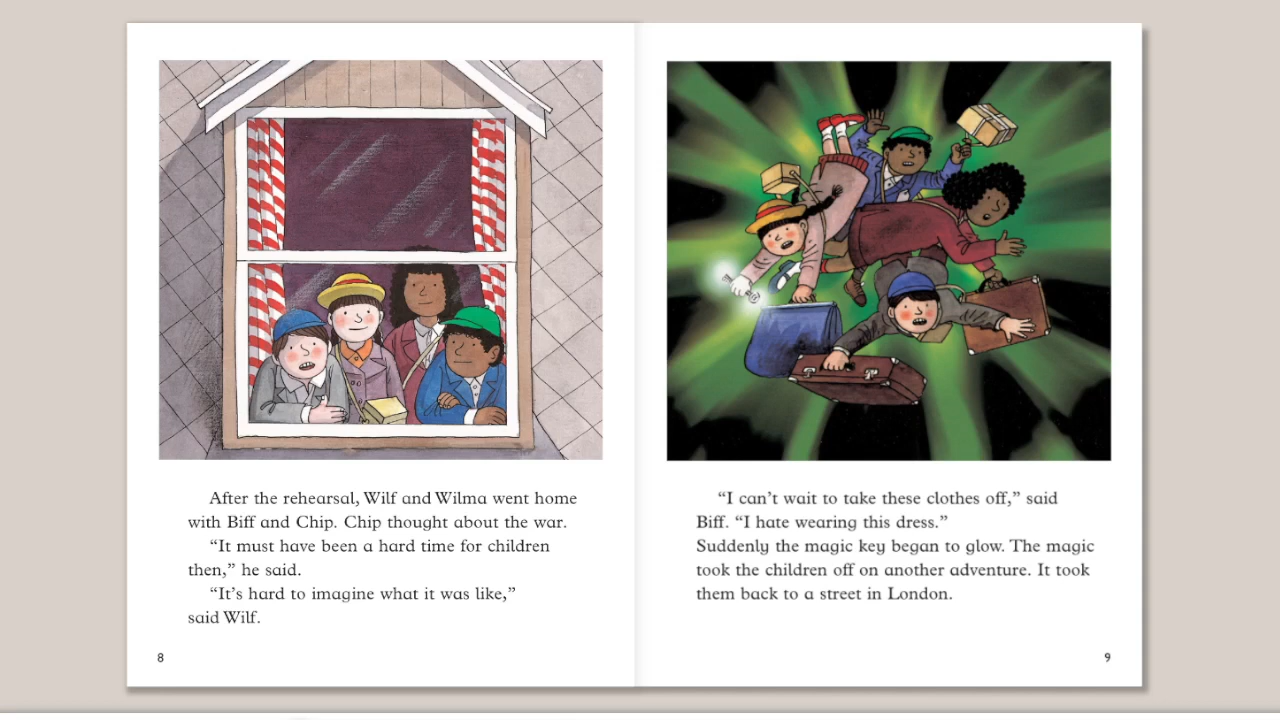 After the rehearsal, Wilf and Wilma went home
with Biff and Chip. Chip thought about the war.
“It must have been a hard time for children
then,” he said.
“It’s hard to imagine what it was like,”
said Wilf.
8
“I can’t wait to take these clothes off,” said
Biff. “I hate wearing this dress.”
Suddenly the magic key began to glow. The magic
took the children off on another adventure. It took
them back to a street in London.
9